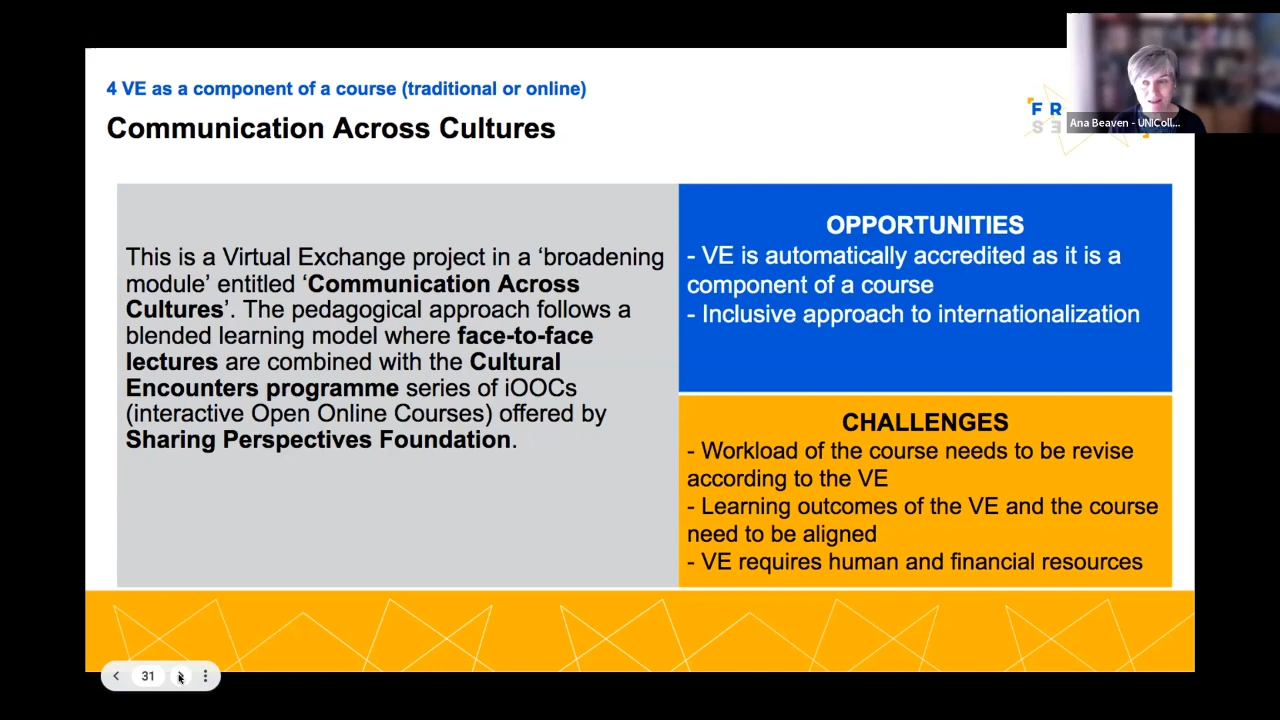 4 VE as a component of a course (traditional or online)
Communication Across Cultures
FR
SE
Ana Beaven - UNIColl...
This is a Virtual Exchange project in a ‘broadening
module’ entitled ‘Communication Across
Cultures’. The pedagogical approach follows a
blended learning model where face-to-face
lectures are combined with the Cultural
Encounters programme series of iOOCs
(interactive Open Online Courses) offered by
Sharing Perspectives Foundation.
OPPORTUNITIES
- VE is automatically accredited as it is a
component of a course
- Inclusive approach to internationalization
CHALLENGES
- Workload of the course needs to be revise
according to the VE
- Learning outcomes of the VE and the course
need to be aligned
- VE requires human and financial resources
31